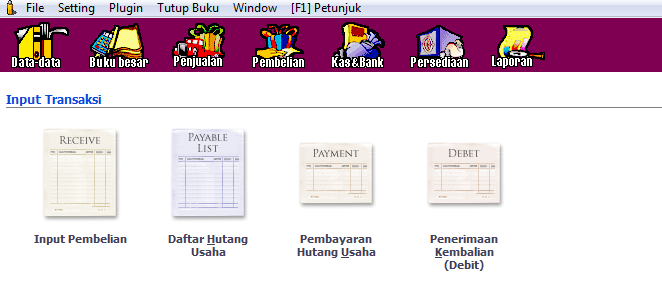 File Setting Plugin Tutup Buku Window [F1] Petunjuk
Data-data Buku besar Penjualan Pembelian Kas&Bank Persediaan Laporan
Input Transaksi
RECEIVE PAYABLE LIST PAYMENT DEBET
Input Pembelian Daftar Hutang Usaha Pembayaran Hutang Usaha Penerimaan Kembalian (Debit)